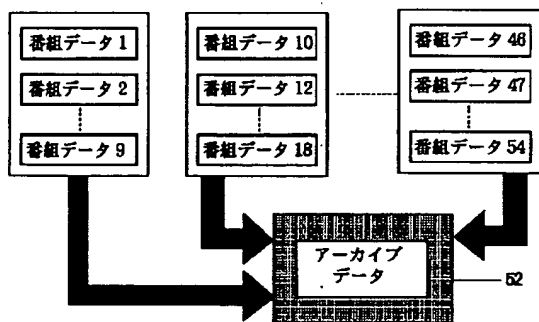 番組データ 1
番組データ 2
番組データ 9
番組データ 10
番組データ 12
番組データ 18
番組データ 46
番組データ 47
番組データ 54
アーカイブ
データ
52